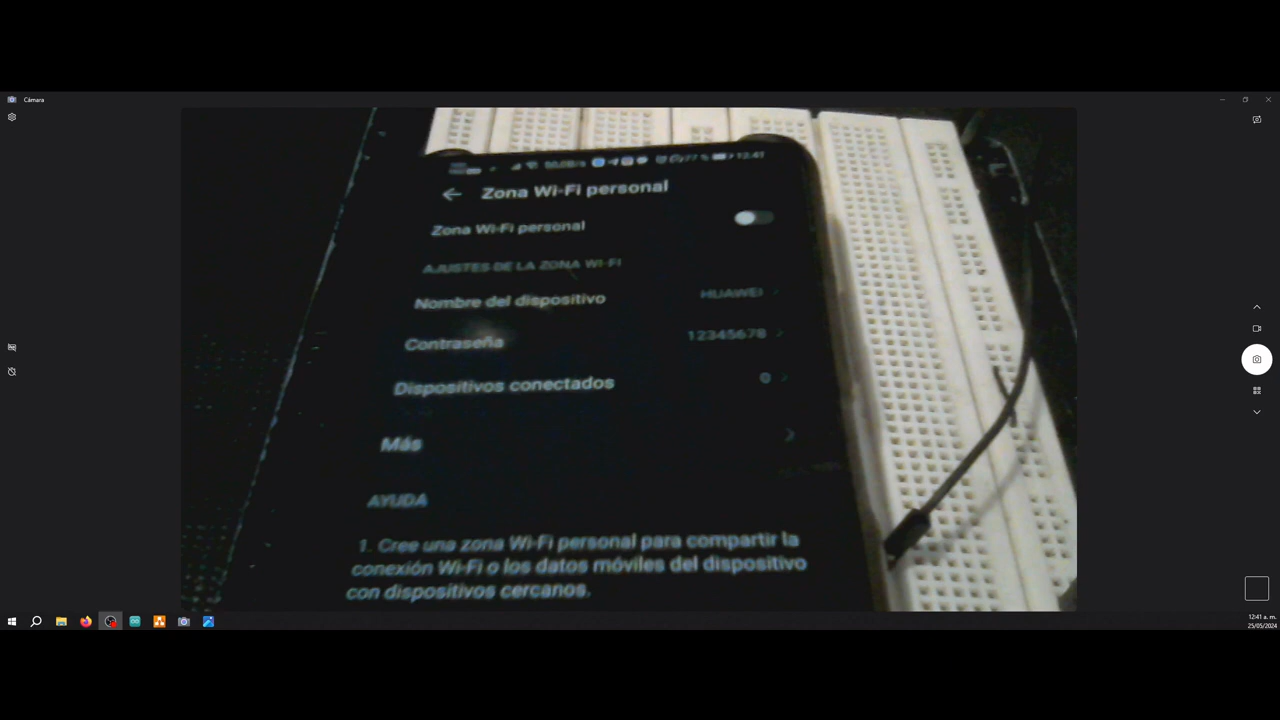 Cámara
12:41
Zona Wi-Fi personal
Zona Wi-Fi personal
AJUSTES DE LA ZONA WI-FI
Nombre del dispositivo HUAWEI
Contraseña 12345678
Dispositivos conectados 0
Más
AYUDA
1. Cree una zona Wi-Fi personal para compartir la
conexión Wi-Fi o los datos móviles del dispositivo
con dispositivos cercanos.
12:41 a. m.
25/05/2024